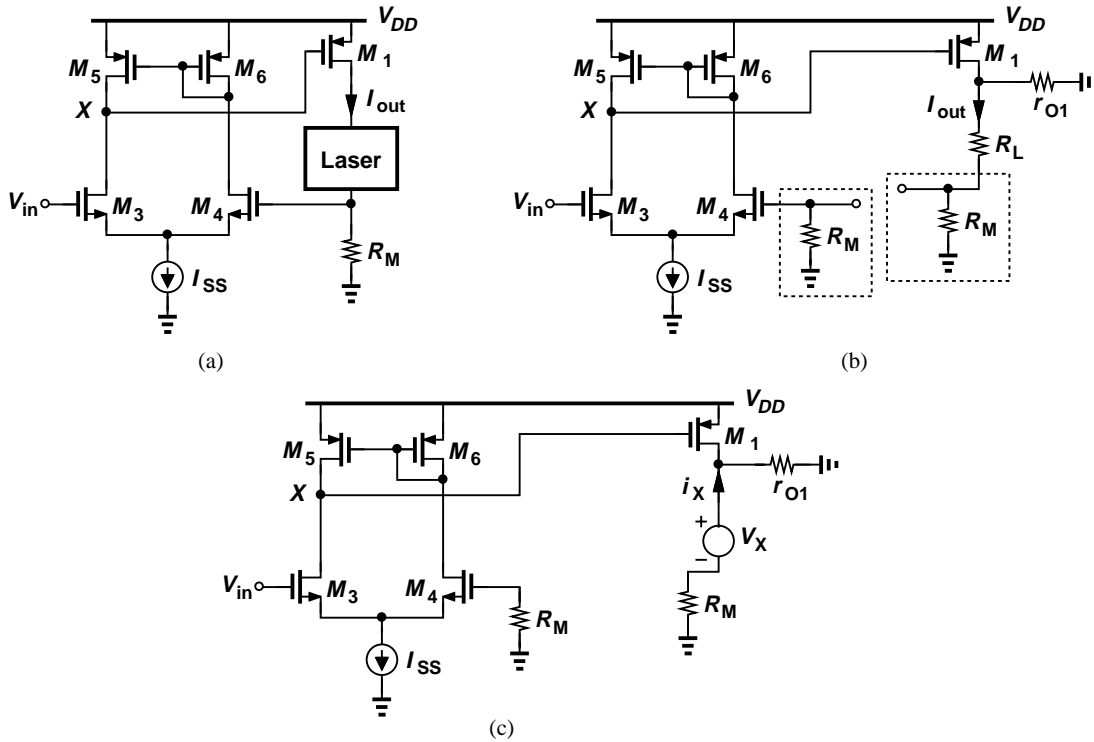 V_DD
M_5
M_6
M_1
X
I_out
Laser
V_in
M_3
M_4
R_M
I_SS
(a)
V_DD
M_5
M_6
M_1
X
I_out
r_O1
R_L
V_in
M_3
M_4
R_M
R_M
I_SS
(b)
V_DD
M_5
M_6
M_1
X
i_X
r_O1
+
V_X
−
V_in
M_3
M_4
R_M
R_M
I_SS
(c)